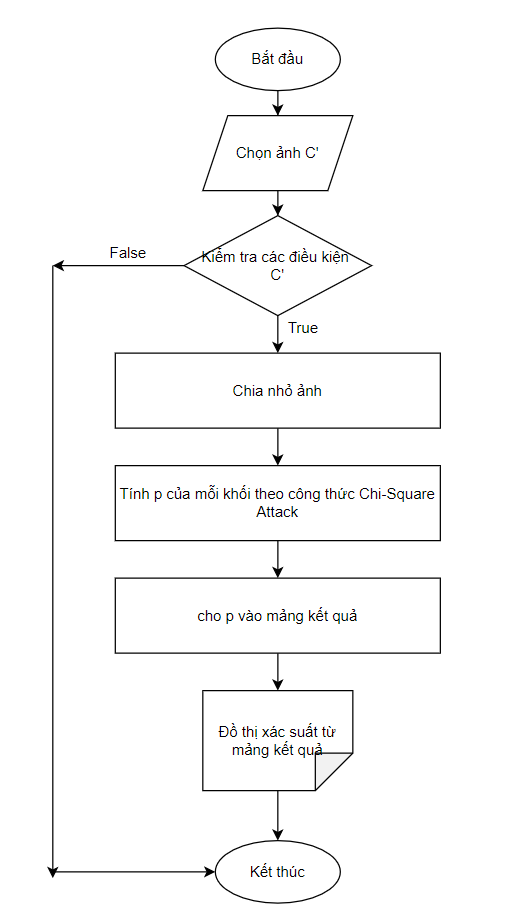 Bắt đầu
Chọn ảnh C'
Kiểm tra các điều kiện
C'
False
True
Chia nhỏ ảnh
Tính p của mỗi khối theo công thức Chi-Square
Attack
cho p vào mảng kết quả
Đồ thị xác suất từ
mảng kết quả
Kết thúc